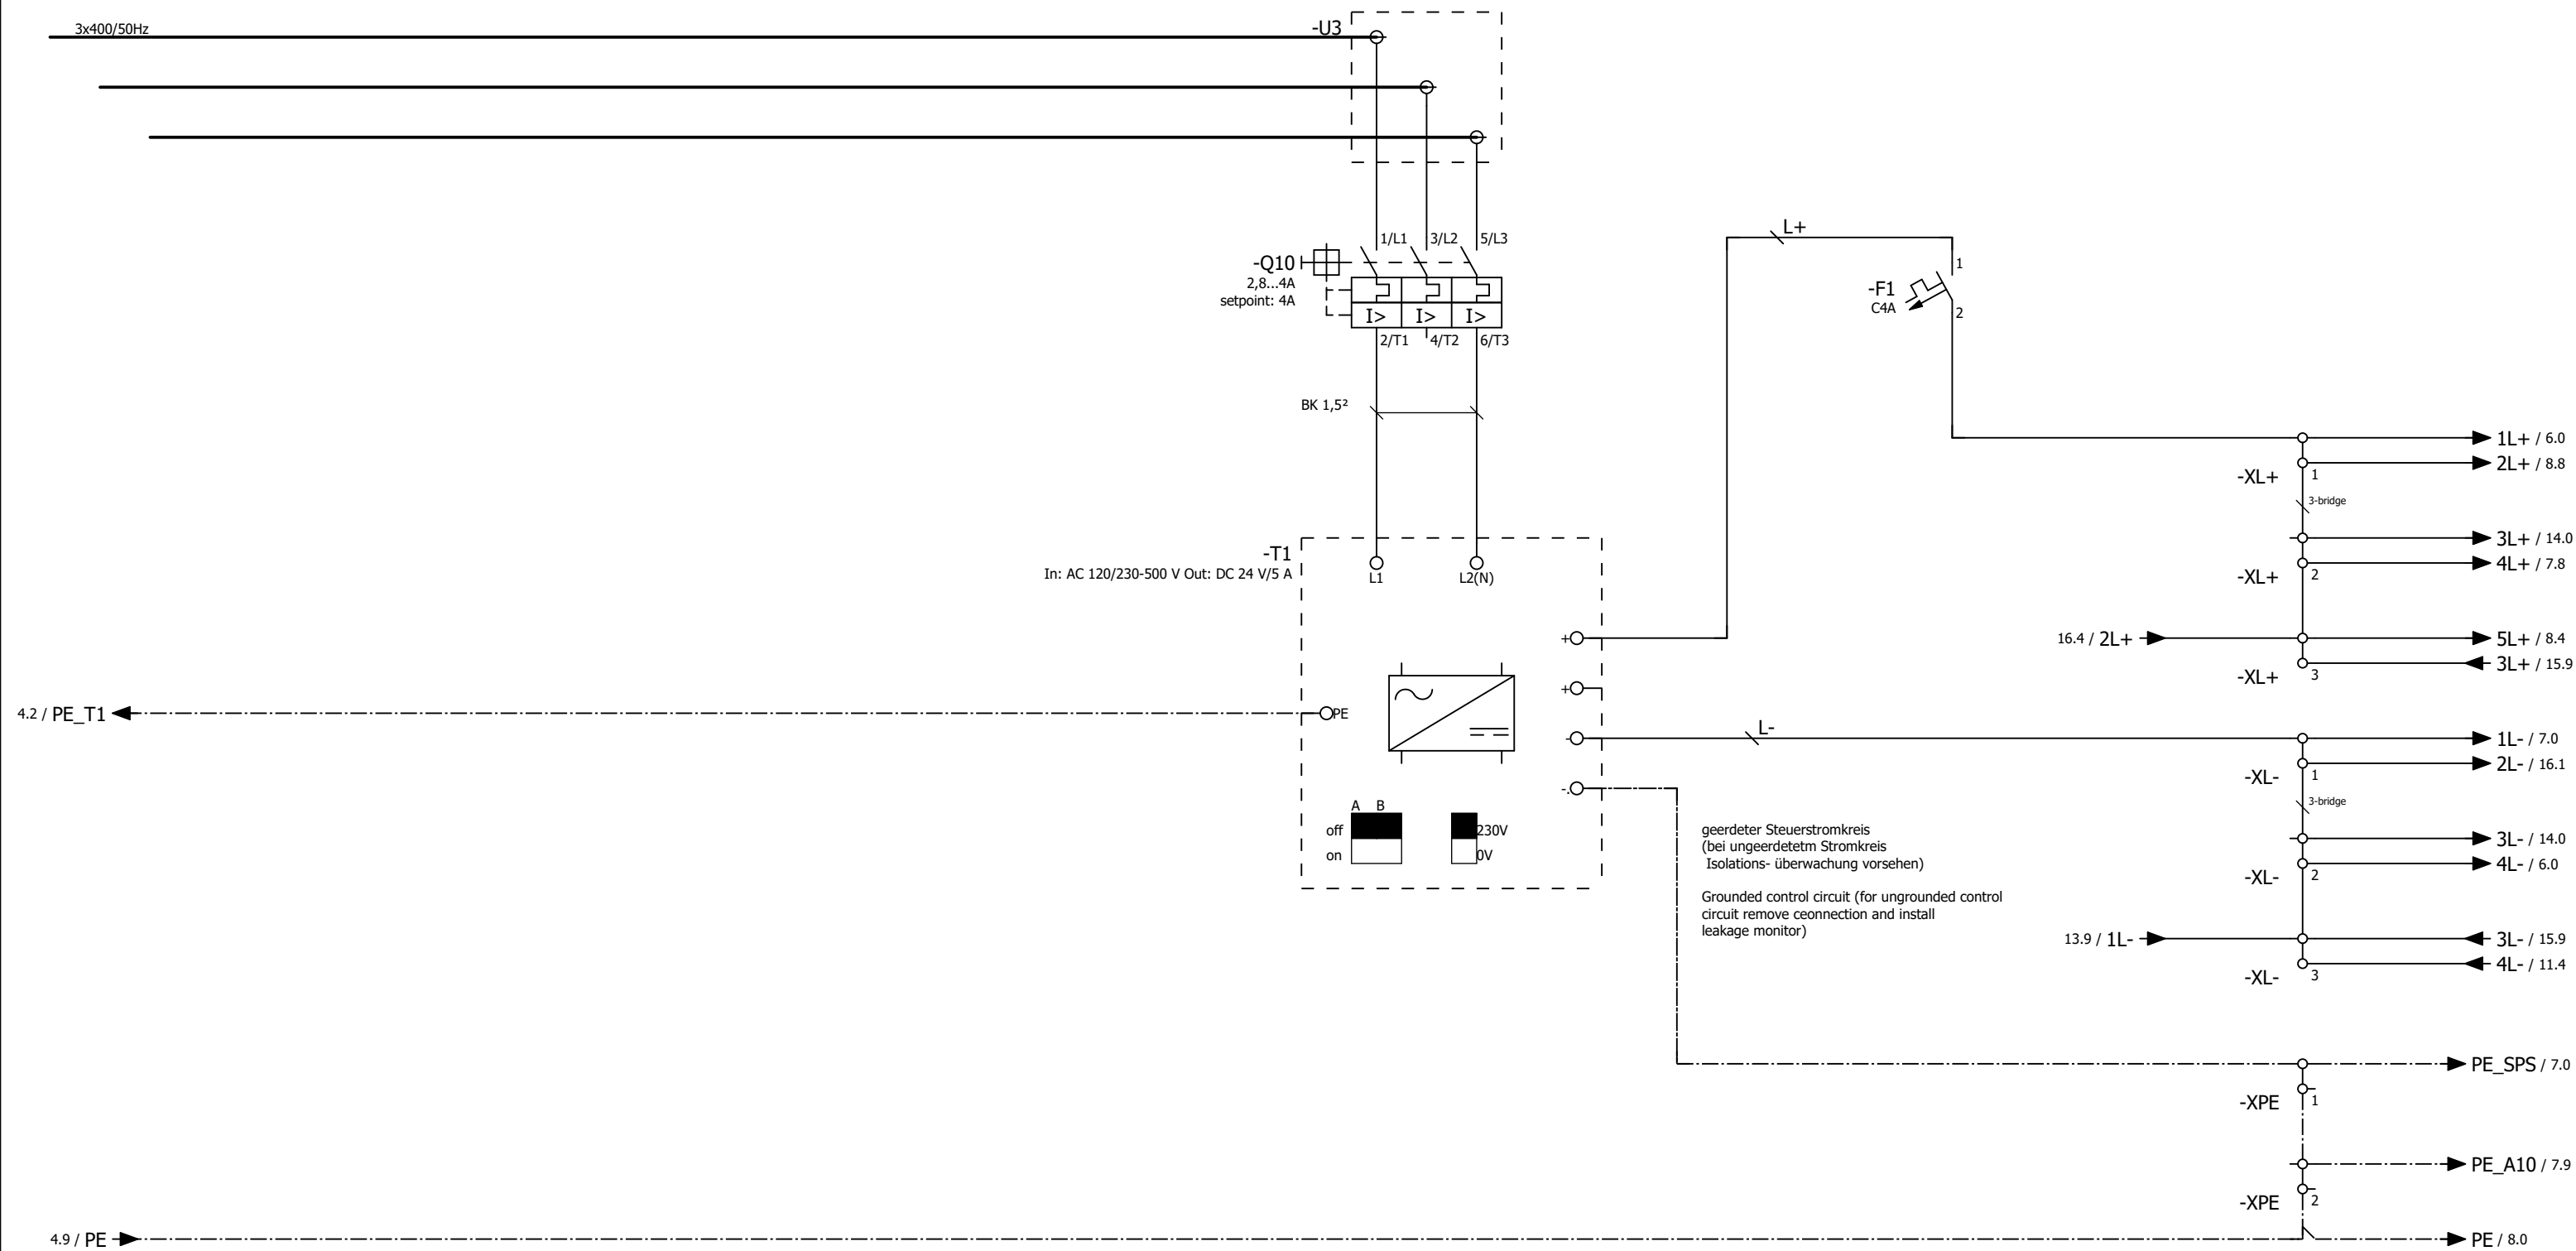 3x400/50Hz
-U3
1/L1 3/L2 5/L3
-Q10
2,8...4A
setpoint: 4A
I> I> I>
2/T1 4/T2 6/T3
BK 1,5²
L+
1
-F1
C4A
2
1L+ / 6.0
2L+ / 8.8
-XL+ 1
3-bridge
3L+ / 14.0
4L+ / 7.8
-XL+ 2
16.4 / 2L+
5L+ / 8.4
3L+ / 15.9
-XL+ 3
-T1
In: AC 120/230-500 V Out: DC 24 V/5 A
L1 L2(N)
+
+
-
-.
4.2 / PE_T1
PE
L-
1L- / 7.0
2L- / 16.1
-XL- 1
3-bridge
3L- / 14.0
4L- / 6.0
-XL- 2
13.9 / 1L-
3L- / 15.9
4L- / 11.4
-XL- 3
A B
off
on
230V
0V
geerdeter Steuerstromkreis
(bei ungeerdetetm Stromkreis
Isolations- überwachung vorsehen)
Grounded control circuit (for ungrounded control
circuit remove ceonnection and install
leakage monitor)
PE_SPS / 7.0
-XPE 1
PE_A10 / 7.9
-XPE 2
4.9 / PE
PE / 8.0